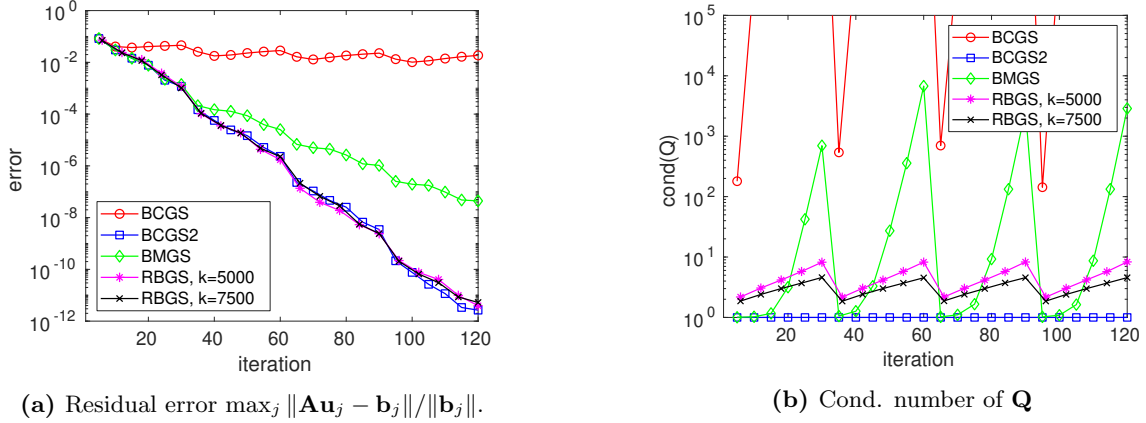 10^0
10^-2
10^-4
10^-6
10^-8
10^-10
10^-12
error
20 40 60 80 100 120
iteration
BCGS
BCGS2
BMGS
RBGS, k=5000
RBGS, k=7500
(a) Residual error max_j ‖Au_j − b_j‖/‖b_j‖.
10^5
10^4
10^3
10^2
10^1
10^0
cond(Q)
20 40 60 80 100 120
iteration
BCGS
BCGS2
BMGS
RBGS, k=5000
RBGS, k=7500
(b) Cond. number of Q